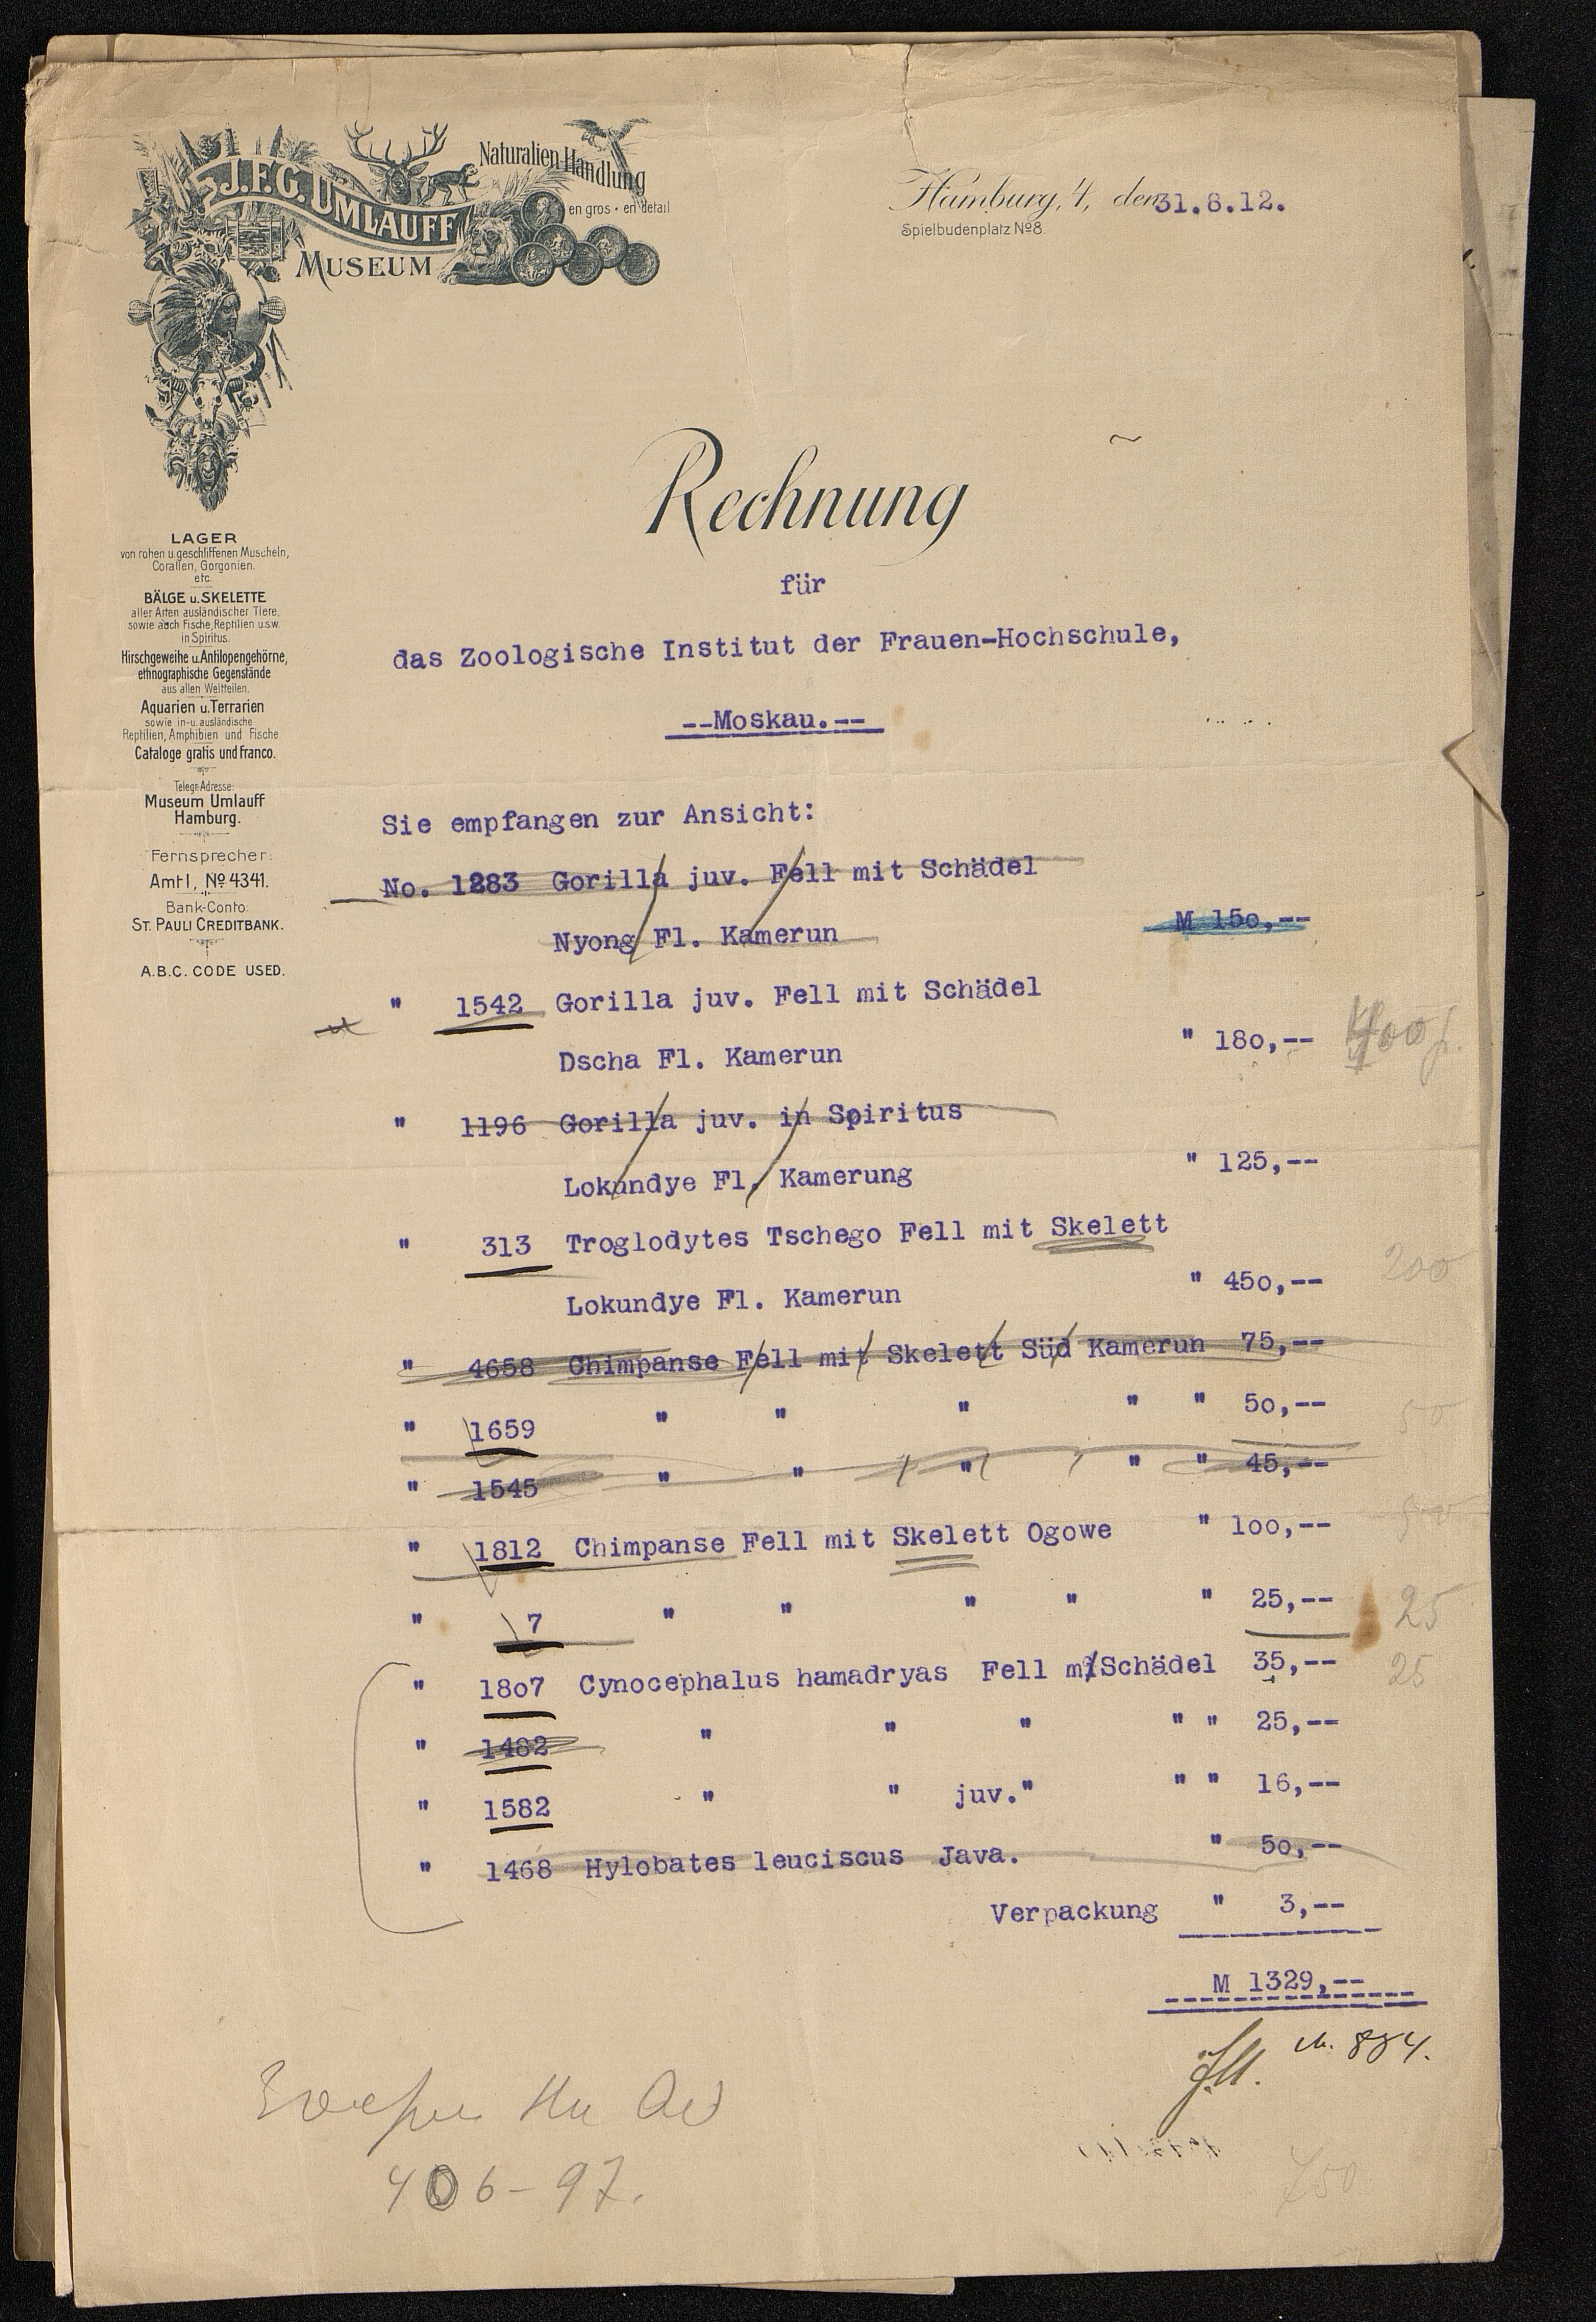 J.F.G. UMLAUFF
MUSEUM
Naturalien Handlung
en gros • en détail
Hamburg, 4, den 31.8.12.
Spielbudenplatz No 8.
LAGER
von rohen u. geschliffenen Muscheln,
Corallen, Gorgonien.
etc.
BÄLGE u. SKELETTE
aller Arten ausländischer Tiere,
sowie auch Fische, Reptilien u.s.w.
in Spiritus.
Hirschgeweihe u. Antilopengehörne,
ethnographische Gegenstände
aus allen Weltteilen.
Aquarien u. Terrarien
sowie in- u. ausländische
Reptilien, Amphibien und Fische
Cataloge gratis und franco.
Telegr. Adresse:
Museum Umlauff
Hamburg.
Fernsprecher:
Amt I, No 4341.
Bank-Conto:
ST. PAULI CREDITBANK.
A.B.C. CODE USED.
Rechnung
für
das Zoologische Institut der Frauen-Hochschule,
--Moskau.--
Sie empfangen zur Ansicht:
No. 1283 Gorilla juv. Fell mit Schädel
Nyong Fl. Kamerun M 150,--
" 1542 Gorilla juv. Fell mit Schädel
Dscha Fl. Kamerun " 180,--
" 1196 Gorilla juv. in Spiritus
Lokundye Fl. Kamerung " 125,--
" 313 Troglodytes Tschego Fell mit Skelett
Lokundye Fl. Kamerun " 450,-- 200
" 4658 Chimpanse Fell mit Skelett Süd Kamerun 75,--
" 1659 " " " " " 50,-- 50
" 1545 " " " " " 45,--
" 1812 Chimpanse Fell mit Skelett Ogowe " 100,-- 50
" 7 " " " " " 25,-- 25
" 1807 Cynocephalus hamadryas Fell m/Schädel 35,-- 25
" 1482 " " " " " 25,--
" 1582 " " juv." " " 16,--
" 1468 Hylobates leuciscus Java. " 50,--
Verpackung " 3,--
M 1329,--
M. 884.
406-97.